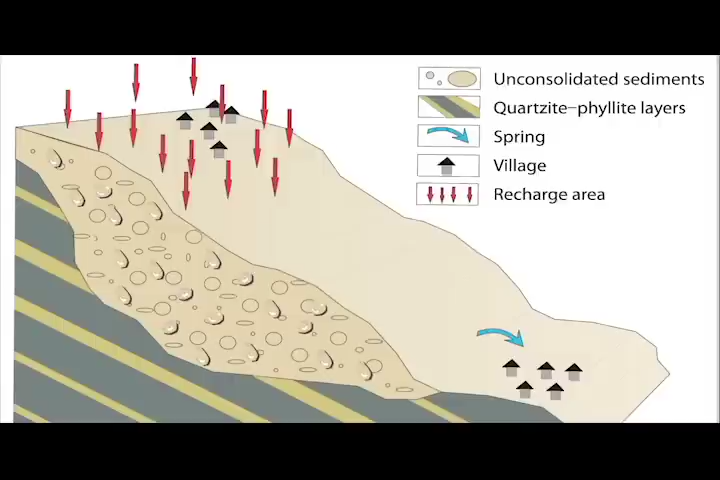 Unconsolidated sediments
Quartzite–phyllite layers
Spring
Village
Recharge area